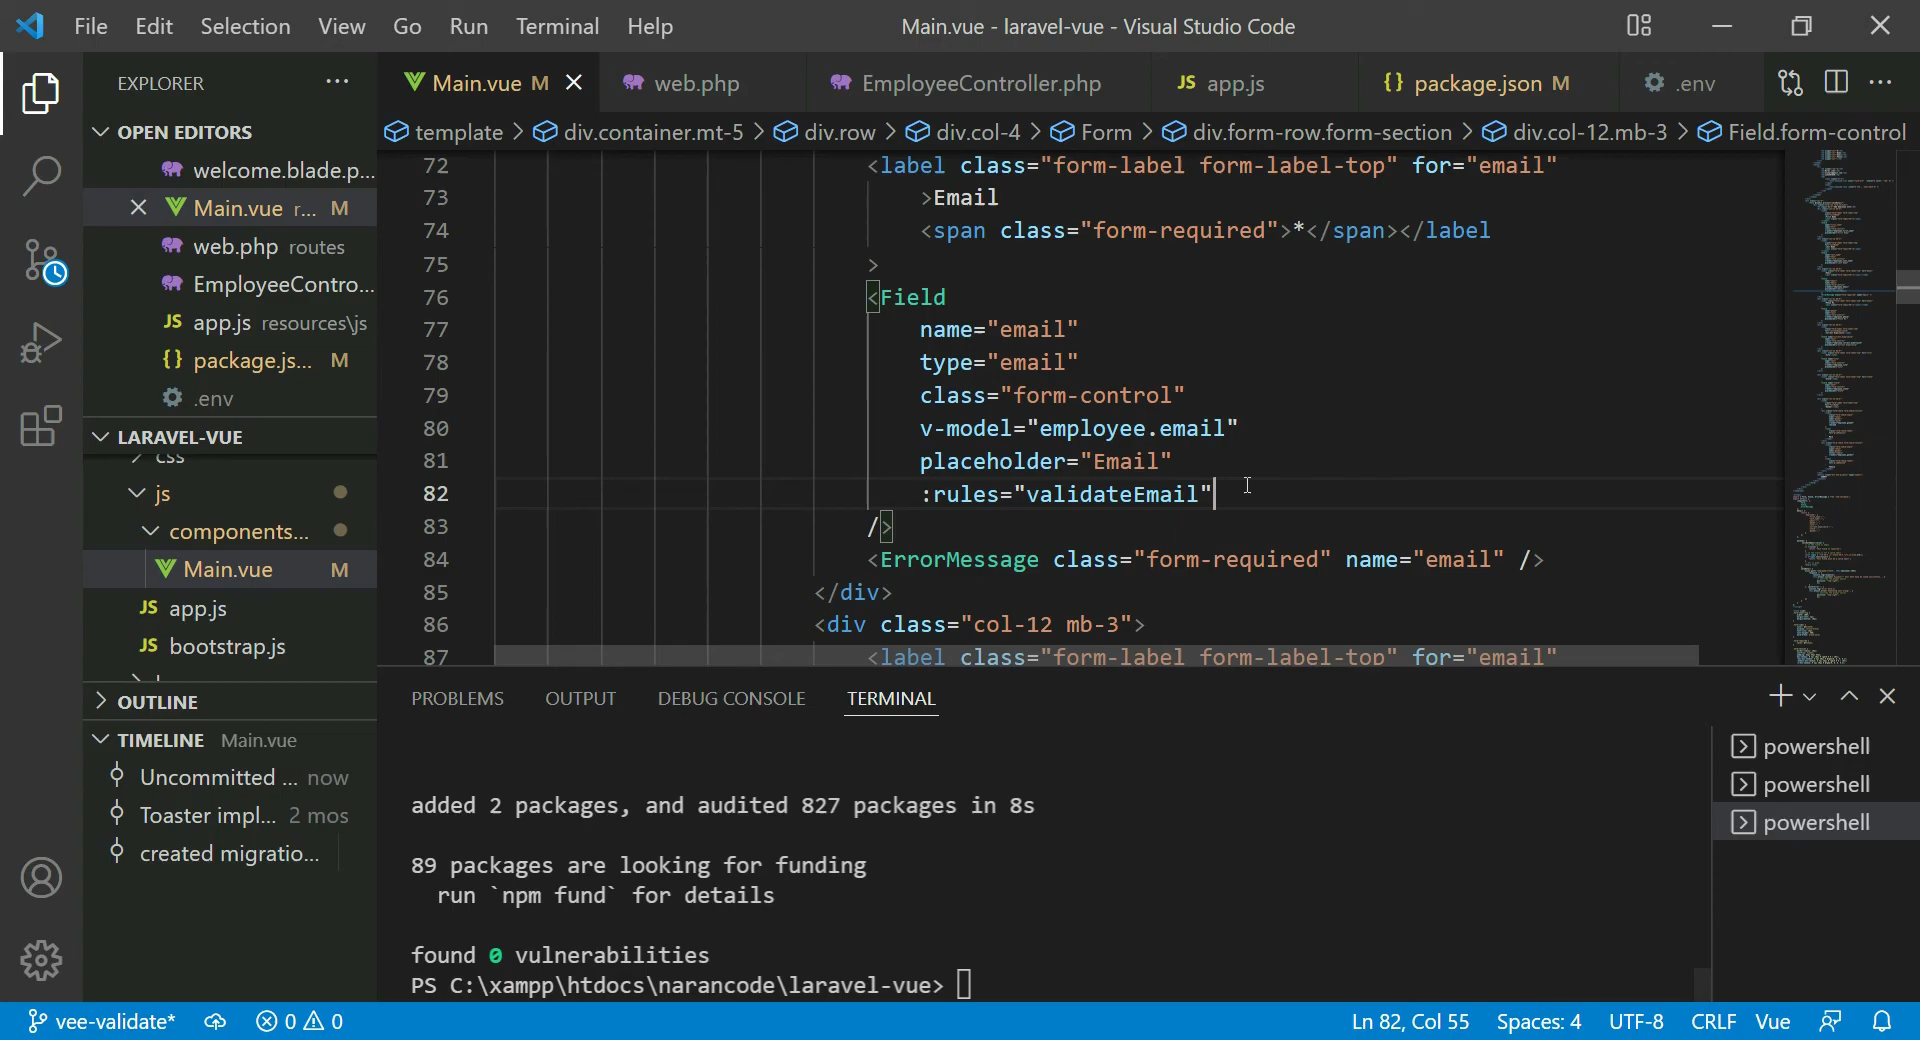 File Edit Selection View Go Run Terminal Help
Main.vue - laravel-vue - Visual Studio Code
EXPLORER
OPEN EDITORS
welcome.blade.p...
Main.vue r... M
web.php routes
EmployeeContro...
JS app.js resources\js
{} package.js... M
.env
LARAVEL-VUE
css
js
components...
Main.vue M
JS app.js
JS bootstrap.js
OUTLINE
TIMELINE Main.vue
Uncommitted ... now
Toaster impl... 2 mos
created migratio...
Main.vue M
web.php
EmployeeController.php
JS app.js
{} package.json M
.env
template > div.container.mt-5 > div.row > div.col-4 > Form > div.form-row.form-section > div.col-12.mb-3 > Field.form-control
72 <label class="form-label form-label-top" for="email"
73 >Email
74 <span class="form-required">*</span></label
75 >
76 <Field
77 name="email"
78 type="email"
79 class="form-control"
80 v-model="employee.email"
81 placeholder="Email"
82 :rules="validateEmail"
83 />
84 <ErrorMessage class="form-required" name="email" />
85 </div>
86 <div class="col-12 mb-3">
87 <label class="form-label form-label-top" for="email"
PROBLEMS OUTPUT DEBUG CONSOLE TERMINAL
added 2 packages, and audited 827 packages in 8s
89 packages are looking for funding
run `npm fund` for details
found 0 vulnerabilities
PS C:\xampp\htdocs\narancode\laravel-vue>
powershell
powershell
powershell
vee-validate* 0 0 Ln 82, Col 55 Spaces: 4 UTF-8 CRLF Vue